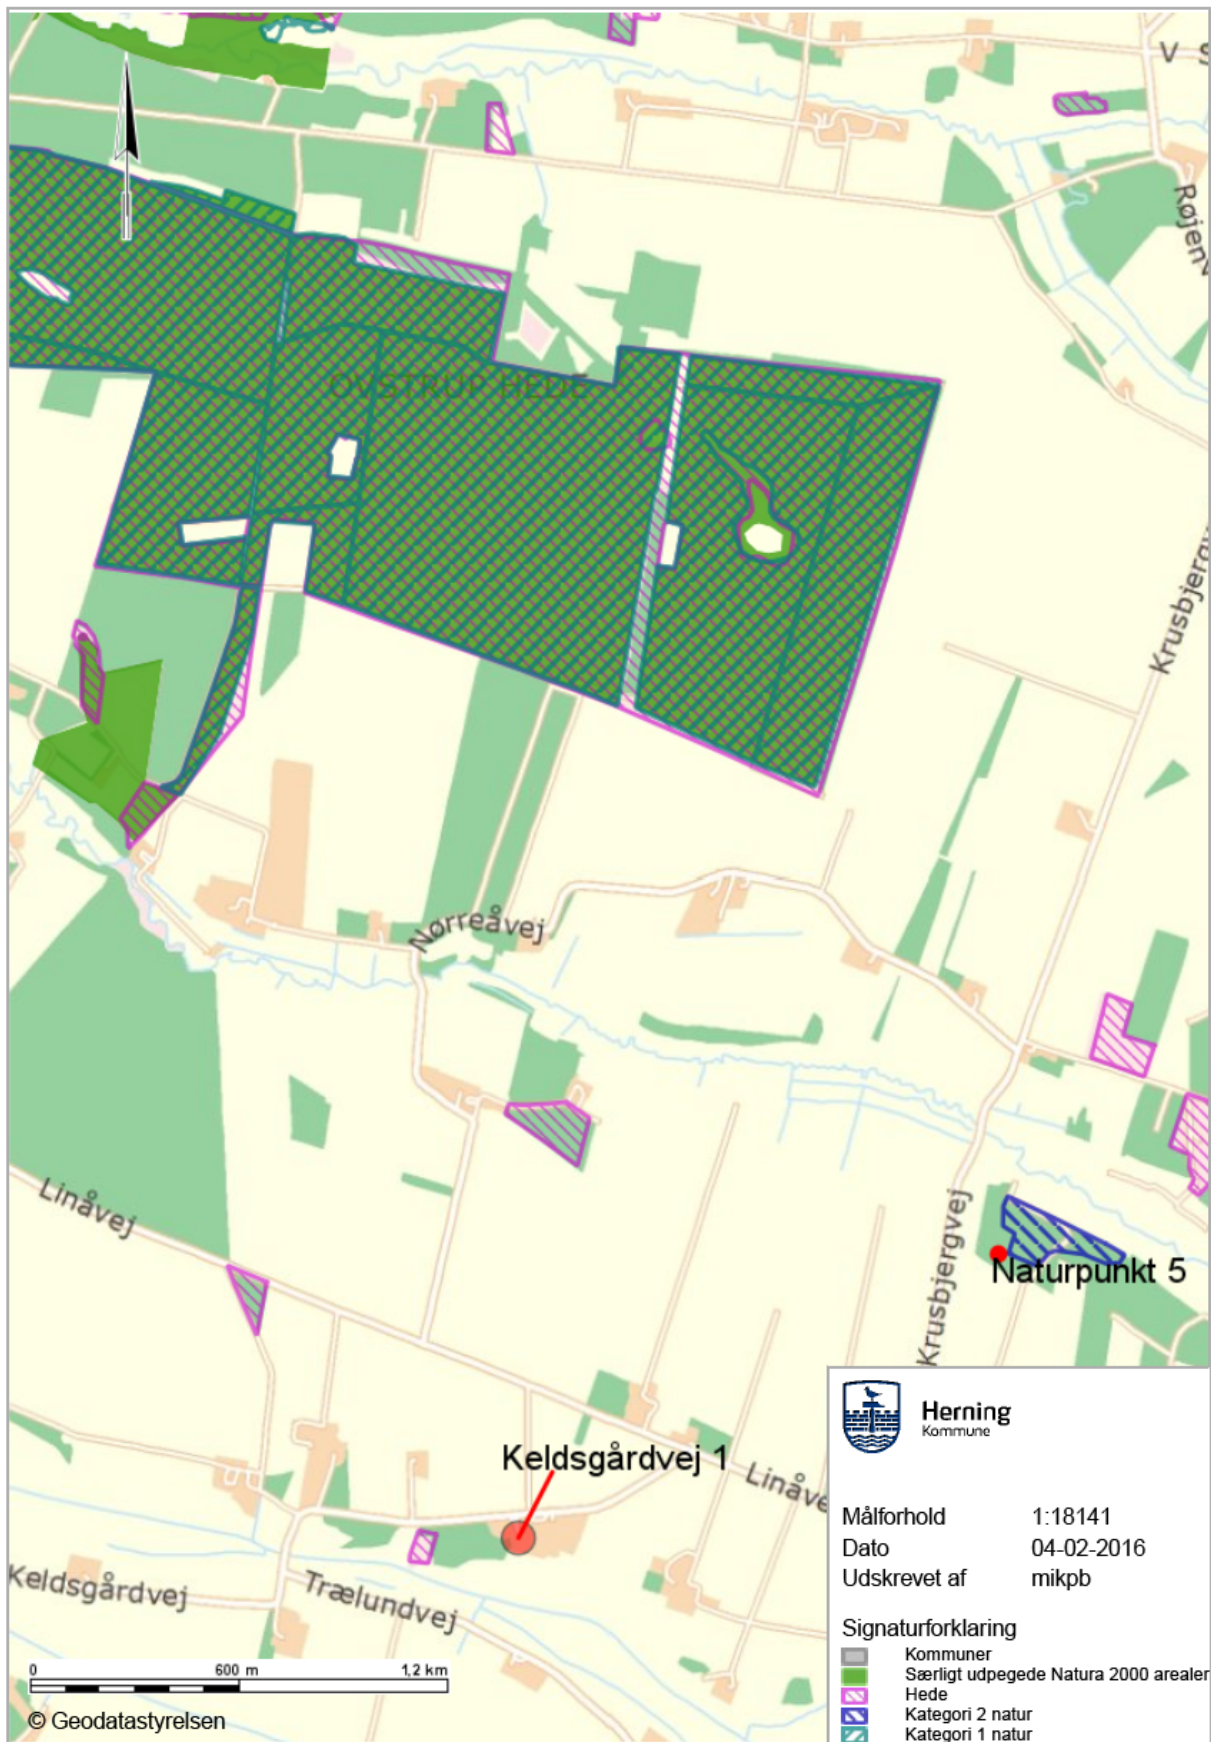 V S
Røjen
OVSTRUP HEDE
Krusbjergv
Nørreåvej
Linåvej
Krusbjergvej
Naturpunkt 5
Keldsgårdvej 1
Linåve
Keldsgårdvej
Trælundvej
Herning
Kommune
Målforhold 1:18141
Dato 04-02-2016
Udskrevet af mikpb
Signaturforklaring
Kommuner
Særligt udpegede Natura 2000 arealer
Hede
Kategori 2 natur
Kategori 1 natur
0 600 m 1,2 km
© Geodatastyrelsen